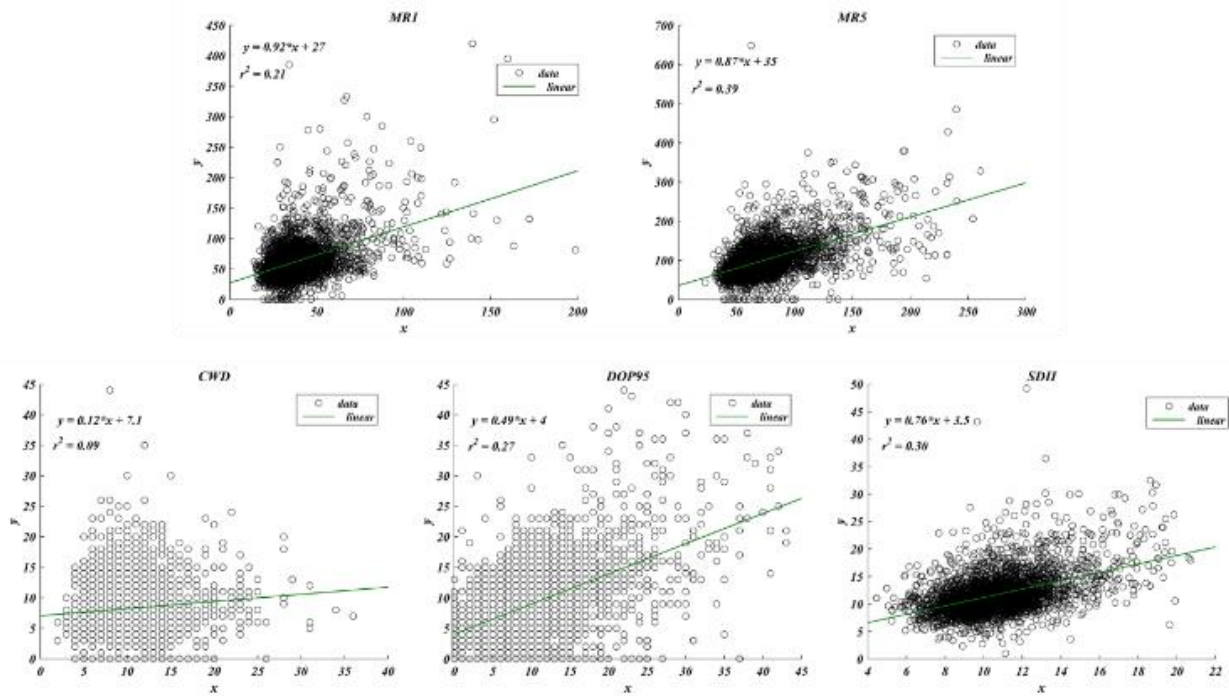 MR1
y = 0.92*x + 27
r² = 0.21
data
linear
450
400
350
300
250
200
150
100
50
0
y
0 50 100 150 200
x
MR5
y = 0.87*x + 35
r² = 0.39
data
linear
700
600
500
400
300
200
100
0
y
0 50 100 150 200 250 300
x
CWD
y = 0.12*x + 7.1
r² = 0.09
data
linear
45
40
35
30
25
20
15
10
5
0
y
0 5 10 15 20 25 30 35 40
x
DOP95
y = 0.49*x + 4
r² = 0.27
data
linear
45
40
35
30
25
20
15
10
5
0
y
0 5 10 15 20 25 30 35 40 45
x
SDII
y = 0.76*x + 3.5
r² = 0.30
data
linear
50
45
40
35
30
25
20
15
10
5
0
y
4 6 8 10 12 14 16 18 20 22
x